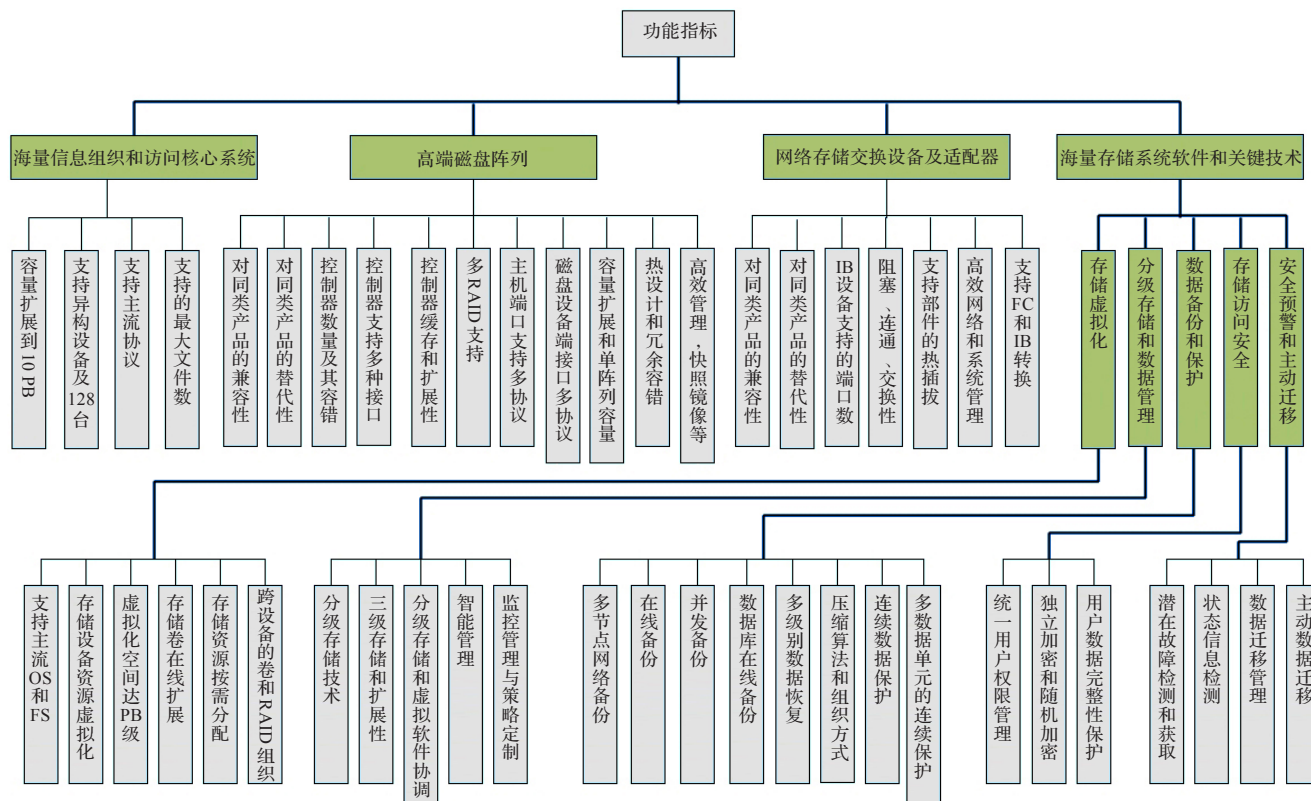 功能指标
海量信息组织和访问核心系统
高端磁盘阵列
网络存储交换设备及适配器
海量存储系统软件和关键技术
容量扩展到 10 PB
支持异构设备及 128 台
支持主流协议
支持的最大文件数
对同类产品的兼容性
对同类产品的替代性
控制器数量及其容错
控制器支持多种接口
控制器缓存和扩展性
多 RAID 支持
主机端口支持多协议
磁盘设备端接口多协议
容量扩展和单阵列容量
热设计和冗余容错
高效管理,快照镜像等
对同类产品的兼容性
对同类产品的替代性
IB设备支持的端口数
阻塞、连通、交换性
支持部件的热插拔
高效网络和系统管理
支持 FC 和 IB 转换
存储虚拟化
分级存储和数据管理
数据备份和保护
存储访问安全
安全预警和主动迁移
支持主流 OS 和 FS
存储设备资源虚拟化
虚拟化空间达 PB 级
存储卷在线扩展
存储资源按需分配
跨设备的卷和 RAID 组织
分级存储技术
三级存储和扩展性
分级存储和虚拟软件协调
智能管理
监控管理与策略定制
多节点网络备份
在线备份
并发备份
数据库在线备份
多级别数据恢复
压缩算法和组织方式
连续数据保护
多数据单元的连续保护
统一用户权限管理
独立加密和随机加密
用户数据完整性保护
潜在故障检测和获取
状态信息检测
数据迁移管理
主动数据迁移